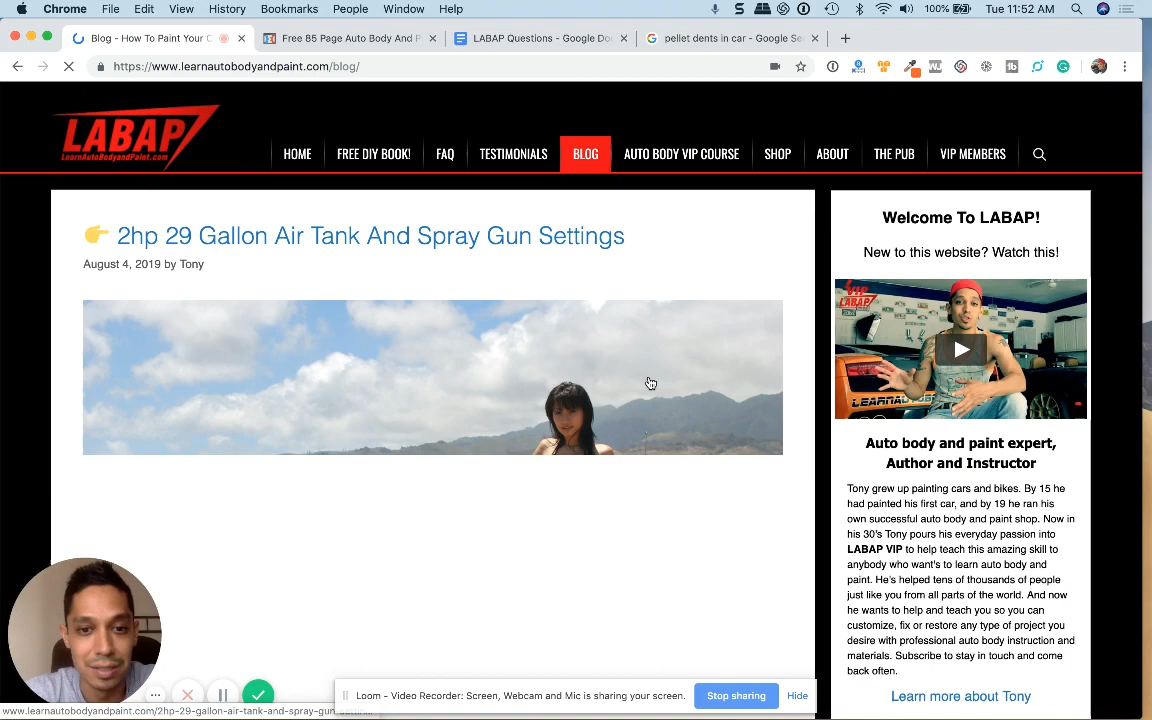 Chrome File Edit View History Bookmarks People Window Help 100% Tue 11:52 AM
Blog - How To Paint Your C
Free 85 Page Auto Body And P
LABAP Questions - Google Do
pellet dents in car - Google Se
https://www.learnautobodyandpaint.com/blog/
LABAP
LearnAutoBodyandPaint.com
HOME FREE DIY BOOK! FAQ TESTIMONIALS BLOG AUTO BODY VIP COURSE SHOP ABOUT THE PUB VIP MEMBERS
2hp 29 Gallon Air Tank And Spray Gun Settings
August 4, 2019 by Tony
Welcome To LABAP!
New to this website? Watch this!
VIP
LABAP
Auto body and paint expert,
Author and Instructor
Tony grew up painting cars and bikes. By 15 he
had painted his first car, and by 19 he ran his
own successful auto body and paint shop. Now in
his 30's Tony pours his everyday passion into
LABAP VIP to help teach this amazing skill to
anybody who want's to learn auto body and
paint. He's helped tens of thousands of people
just like you from all parts of the world. And now
he wants to help and teach you so you can
customize, fix or restore any type of project you
desire with professional auto body instruction and
materials. Subscribe to stay in touch and come
back often.
Learn more about Tony
Loom - Video Recorder: Screen, Webcam and Mic is sharing your screen. Stop sharing Hide
https://www.learnautobodyandpaint.com/2hp-29-gallon-air-tank-and-spray-gun-settin...